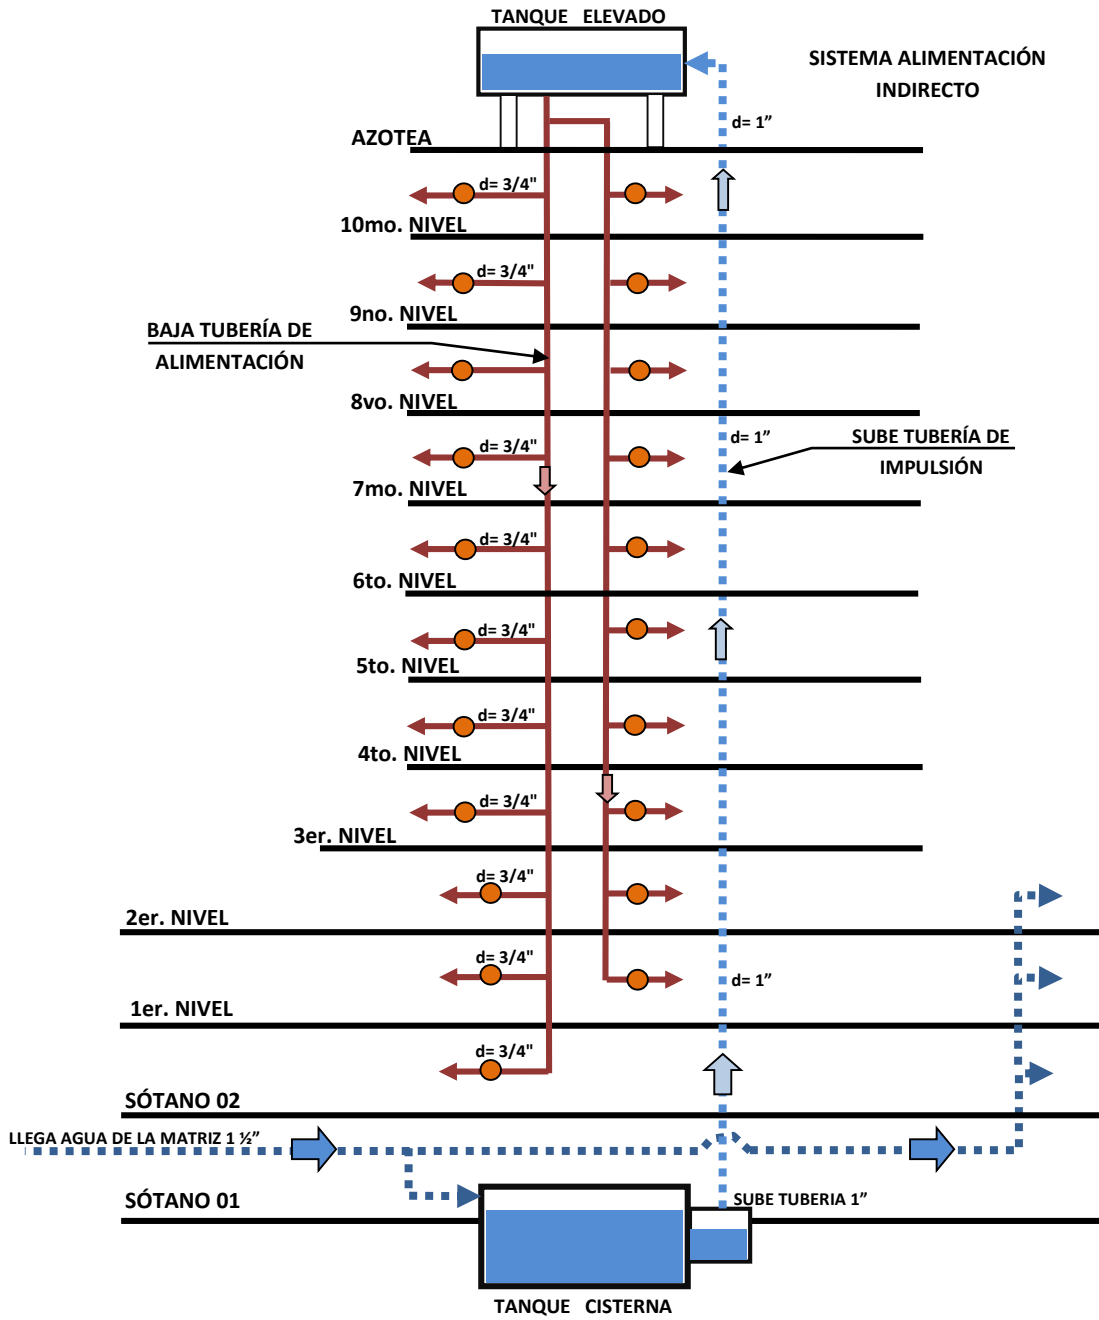 TANQUE ELEVADO
SISTEMA ALIMENTACIÓN
INDIRECTO
d= 1”
AZOTEA
d= 3/4"
10mo. NIVEL
d= 3/4"
9no. NIVEL
BAJA TUBERÍA DE
ALIMENTACIÓN
8vo. NIVEL
d= 3/4"
d= 1”
SUBE TUBERÍA DE
IMPULSIÓN
7mo. NIVEL
d= 3/4"
6to. NIVEL
d= 3/4"
5to. NIVEL
d= 3/4"
4to. NIVEL
d= 3/4"
3er. NIVEL
d= 3/4"
2er. NIVEL
d= 3/4"
d= 1”
1er. NIVEL
d= 3/4"
SÓTANO 02
LLEGA AGUA DE LA MATRIZ 1 ½”
SÓTANO 01
SUBE TUBERIA 1”
TANQUE CISTERNA